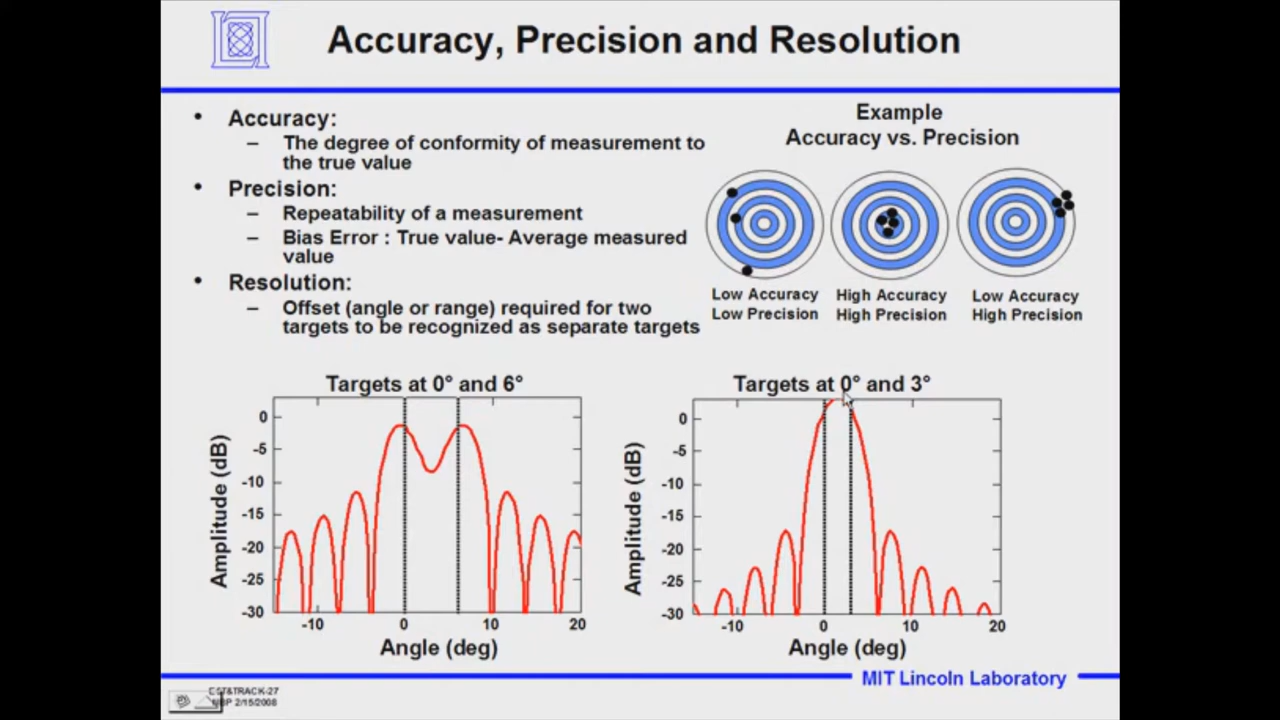 Accuracy, Precision and Resolution
• Accuracy:
– The degree of conformity of measurement to
the true value
• Precision:
– Repeatability of a measurement
– Bias Error : True value- Average measured
value
• Resolution:
– Offset (angle or range) required for two
targets to be recognized as separate targets
Example
Accuracy vs. Precision
Low Accuracy
Low Precision
High Accuracy
High Precision
Low Accuracy
High Precision
Targets at 0° and 6°
Amplitude (dB)
0
-5
-10
-15
-20
-25
-30
-10 0 10 20
Angle (deg)
Targets at 0° and 3°
Amplitude (dB)
0
-5
-10
-15
-20
-25
-30
-10 0 10 20
Angle (deg)
MIT Lincoln Laboratory
EST&TRACK-27
2/15/2008